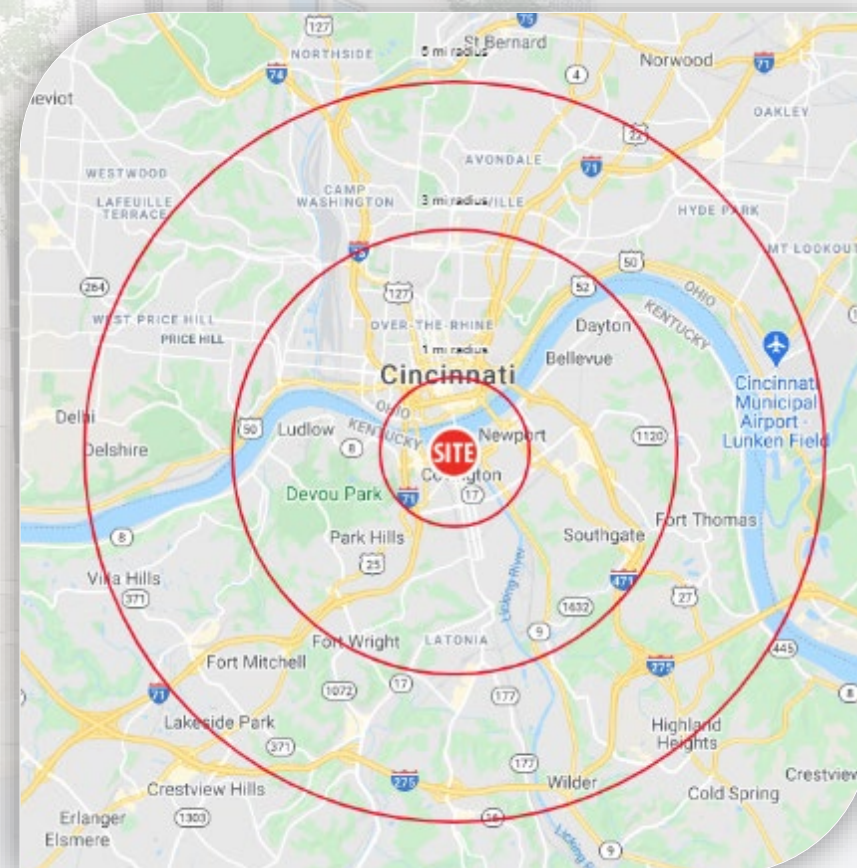 127
75
NORTHSIDE
5 mi radius
St Bernard
74
4
Norwood
71
eviot
OAKLEY
22
AVONDALE
71
WESTWOOD
CAMP
WASHINGTON
LAFEUILLE
TERRACE
3 mi radius
VILLE
HYDE PARK
75
50
MT LOOKOUT
264
127
52
OHIO
KENTUCKY
WEST PRICE HILL
PRICE HILL
OVER-THE-RHINE
Dayton
1 mi radius
Bellevue
Cincinnati
Cincinnati
Municipal
Airport -
Lunken Field
OHIO
KENTUCKY
Delhi
50
Ludlow
8
SITE
Newport
1120
Delshire
Covington
Devou Park
71
17
Fort Thomas
8
Park Hills
Southgate
25
471
Villa Hills
371
Licking River
1632
27
9
Fort Wright
LATONIA
445
Fort Mitchell
275
71
1072
17
177
8
Lakeside Park
371
Highland
Heights
177
Crestview Hills
275
Wilder
Crestview
Cold Spring
1303
16
Erlanger
Elsmere
Licking
9